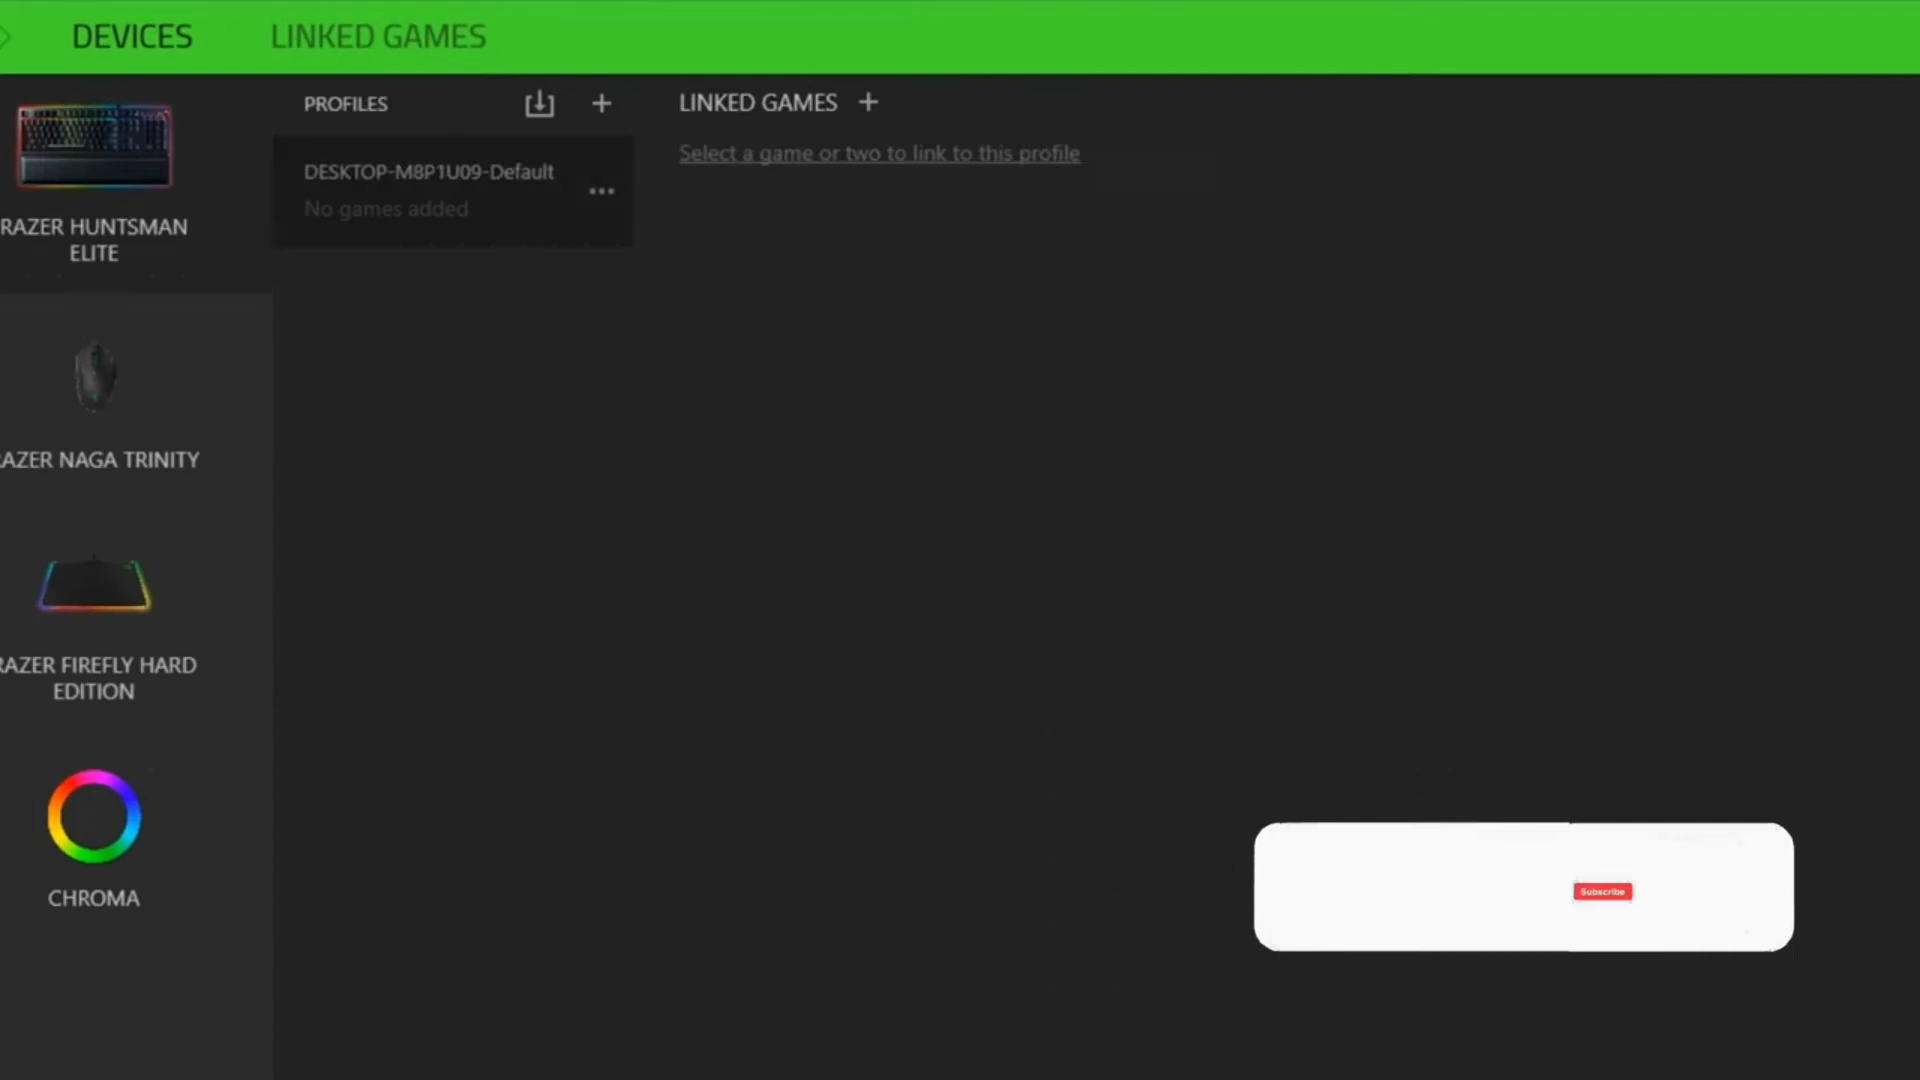 DEVICES LINKED GAMES
PROFILES
LINKED GAMES
Select a game or two to link to this profile
DESKTOP-M8P1U09-Default
No games added
RAZER HUNTSMAN
ELITE
AZER NAGA TRINITY
RAZER FIREFLY HARD
EDITION
CHROMA
Subscribe